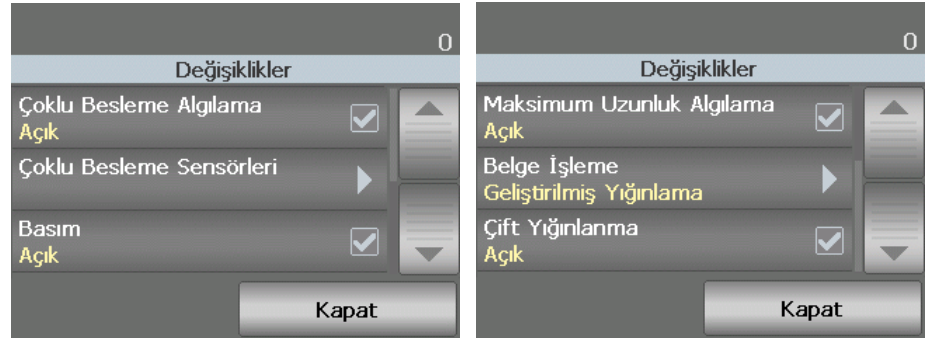 0
Değişiklikler
Çoklu Besleme Algılama
Açık
Çoklu Besleme Sensörleri
Basım
Açık
Kapat
0
Değişiklikler
Maksimum Uzunluk Algılama
Açık
Belge İşleme
Geliştirilmiş Yığınlama
Çift Yığınlanma
Açık
Kapat